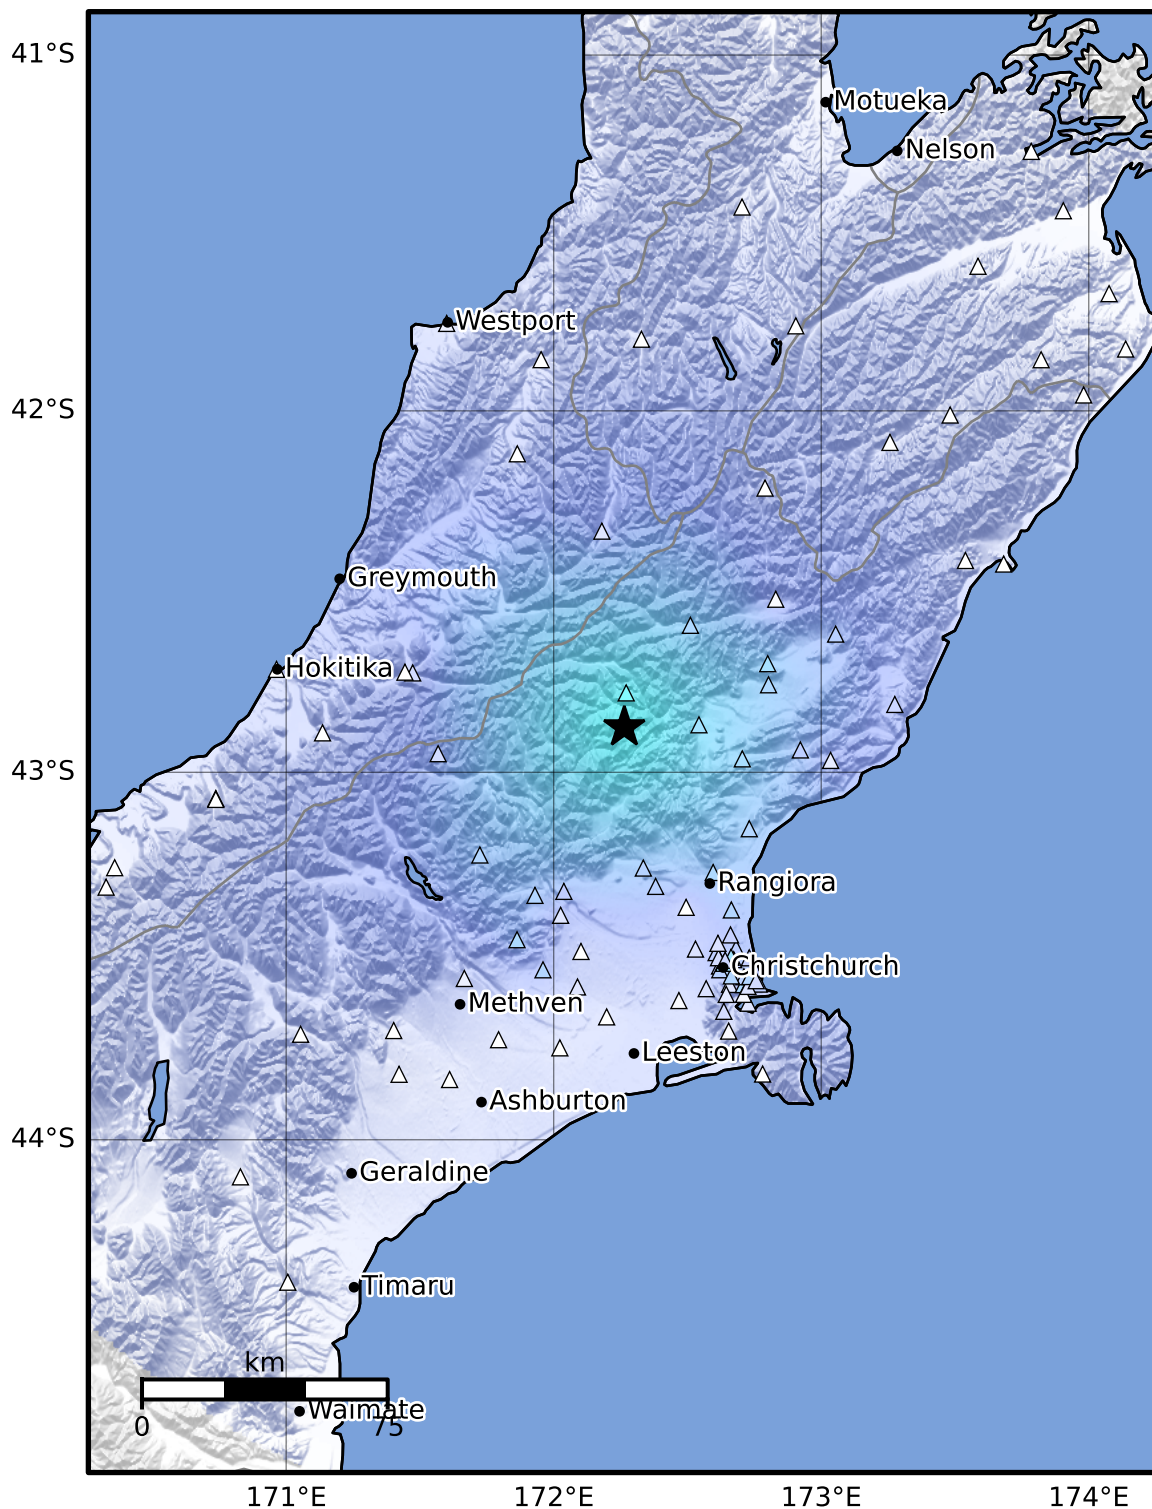 41°S
Motueka
Nelson
Westport
42°S
Greymouth
Hokitika
43°S
Rangiora
Christchurch
Methven
Leeston
Ashburton
44°S
Geraldine
Timaru
km
Waimate
0 75
171°E 172°E 173°E 174°E